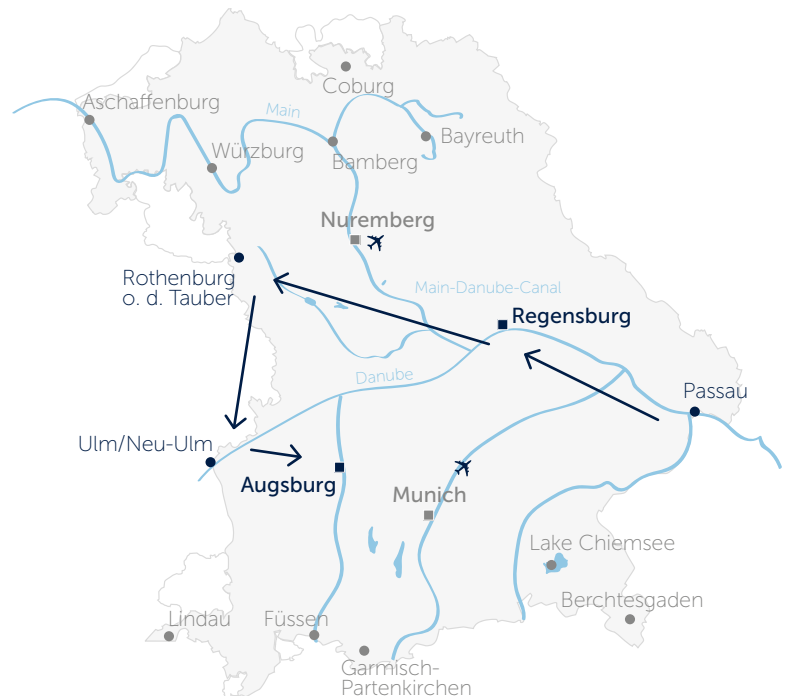 Coburg
Aschaffenburg
Main
Bayreuth
Würzburg
Bamberg
Nuremberg
Rothenburg
o. d. Tauber
Main-Danube-Canal
Regensburg
Danube
Passau
Ulm/Neu-Ulm
Augsburg
Munich
Lake Chiemsee
Berchtesgaden
Lindau
Füssen
Garmisch-
Partenkirchen